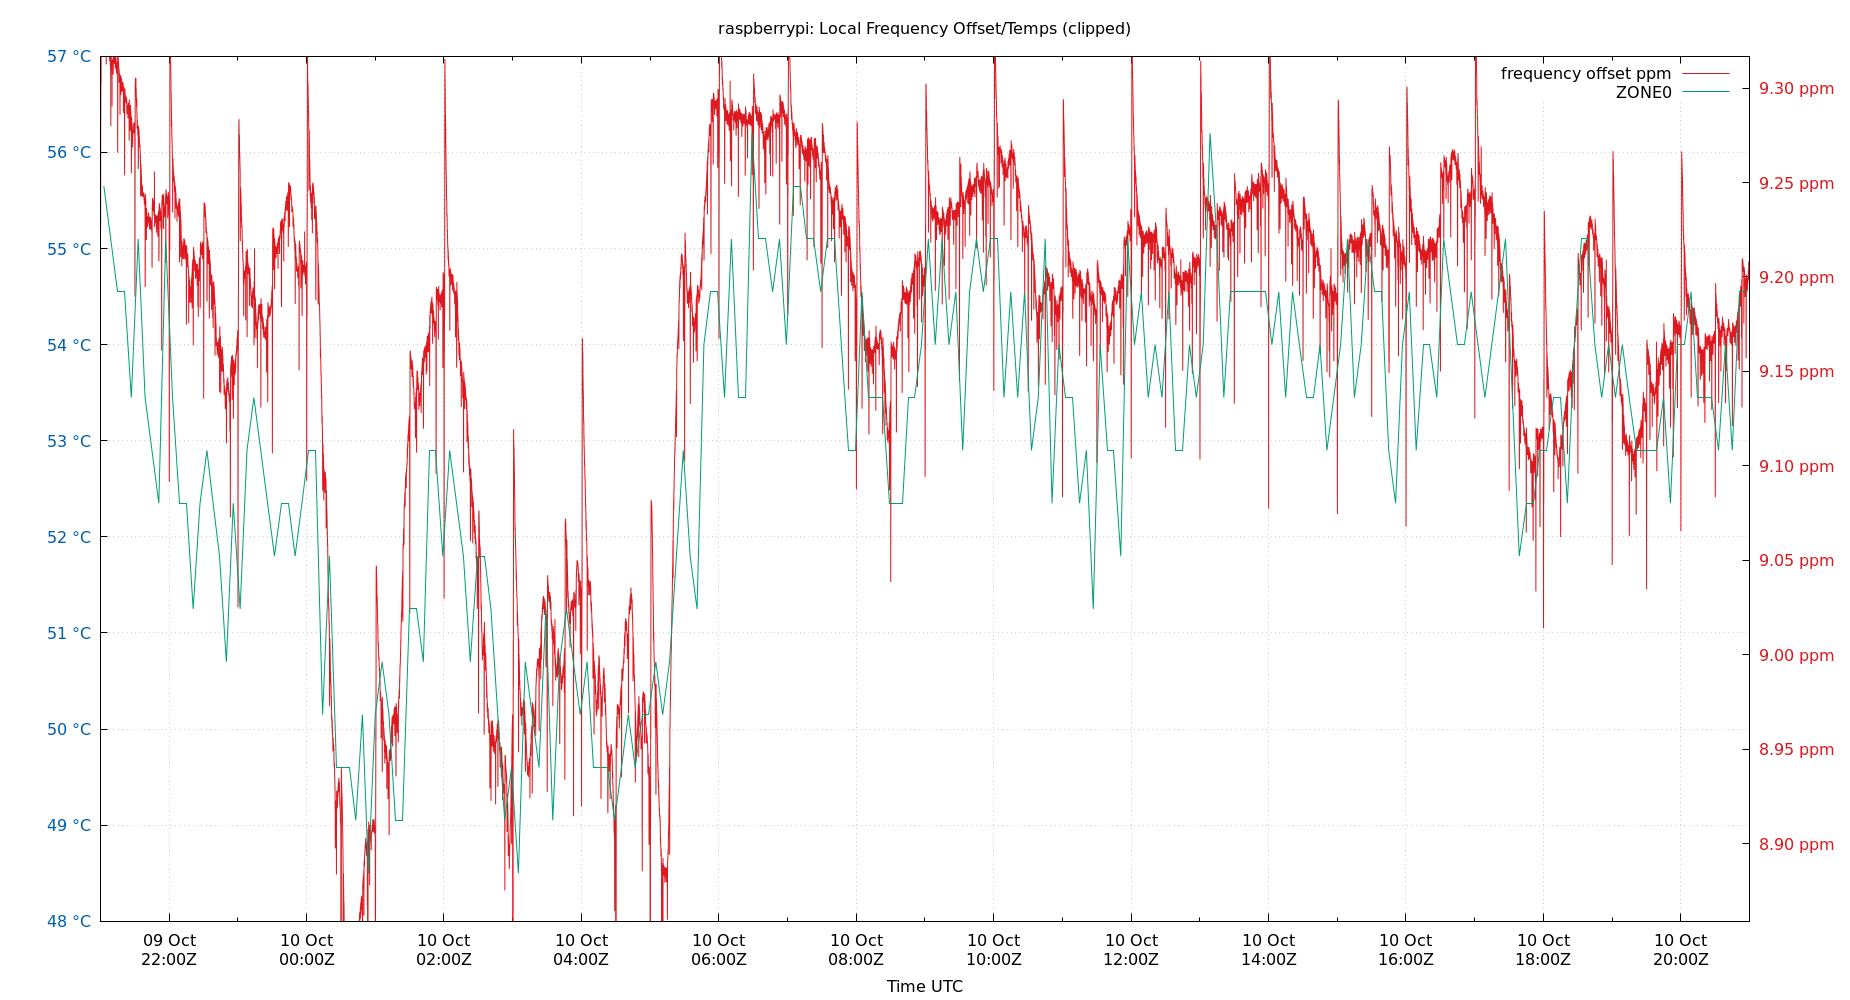 raspberrypi: Local Frequency Offset/Temps (clipped)
frequency offset ppm
ZONE0
57 °C
56 °C
55 °C
54 °C
53 °C
52 °C
51 °C
50 °C
49 °C
48 °C
9.30 ppm
9.25 ppm
9.20 ppm
9.15 ppm
9.10 ppm
9.05 ppm
9.00 ppm
8.95 ppm
8.90 ppm
09 Oct 10 Oct 10 Oct 10 Oct 10 Oct 10 Oct 10 Oct 10 Oct 10 Oct 10 Oct 10 Oct 10 Oct
22:00Z 00:00Z 02:00Z 04:00Z 06:00Z 08:00Z 10:00Z 12:00Z 14:00Z 16:00Z 18:00Z 20:00Z
Time UTC